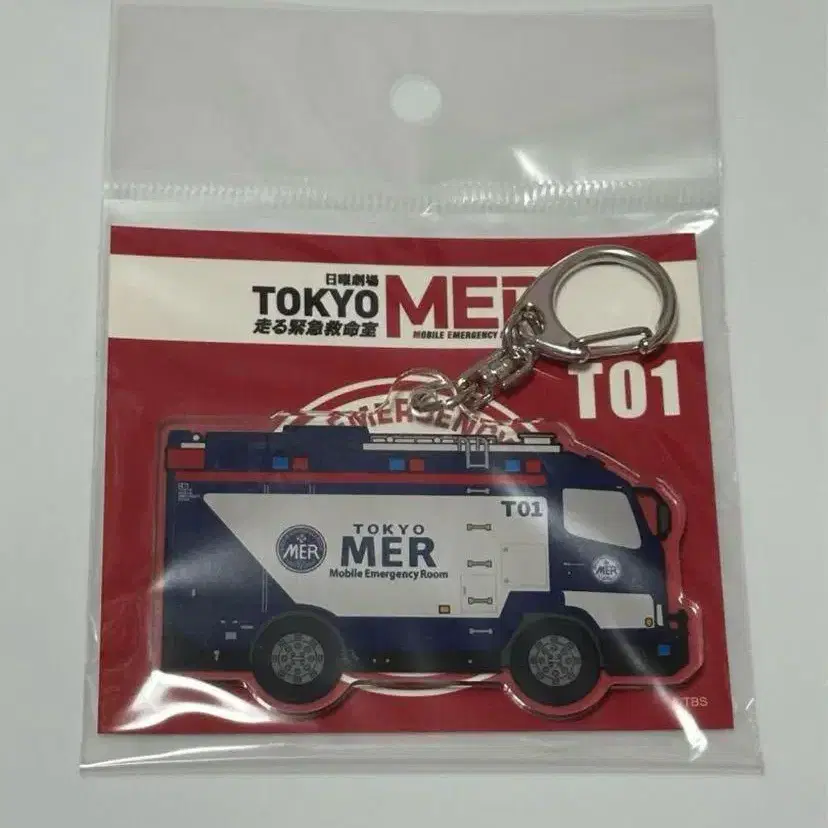 日曜劇場
TOKYO MER
走る緊急救命室
MOBILE EMERGENCY
T01
EMERGENCY
T01
TOKYO
MER
MER
Mobile Emergency Room
MER
TBS